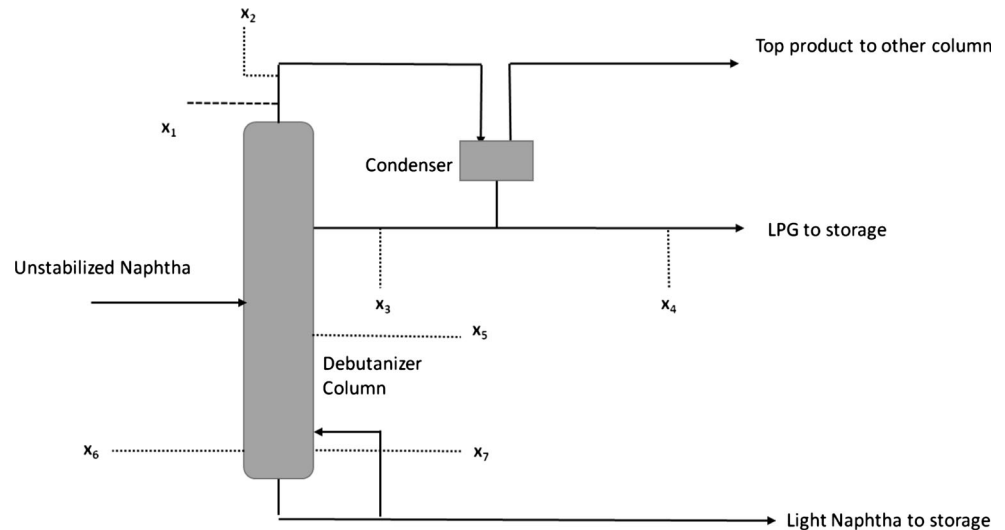 x₂
Top product to other column
x₁
Condenser
LPG to storage
Unstabilized Naphtha
x₃
x₄
x₅
Debutanizer
Column
x₆
x₇
Light Naphtha to storage